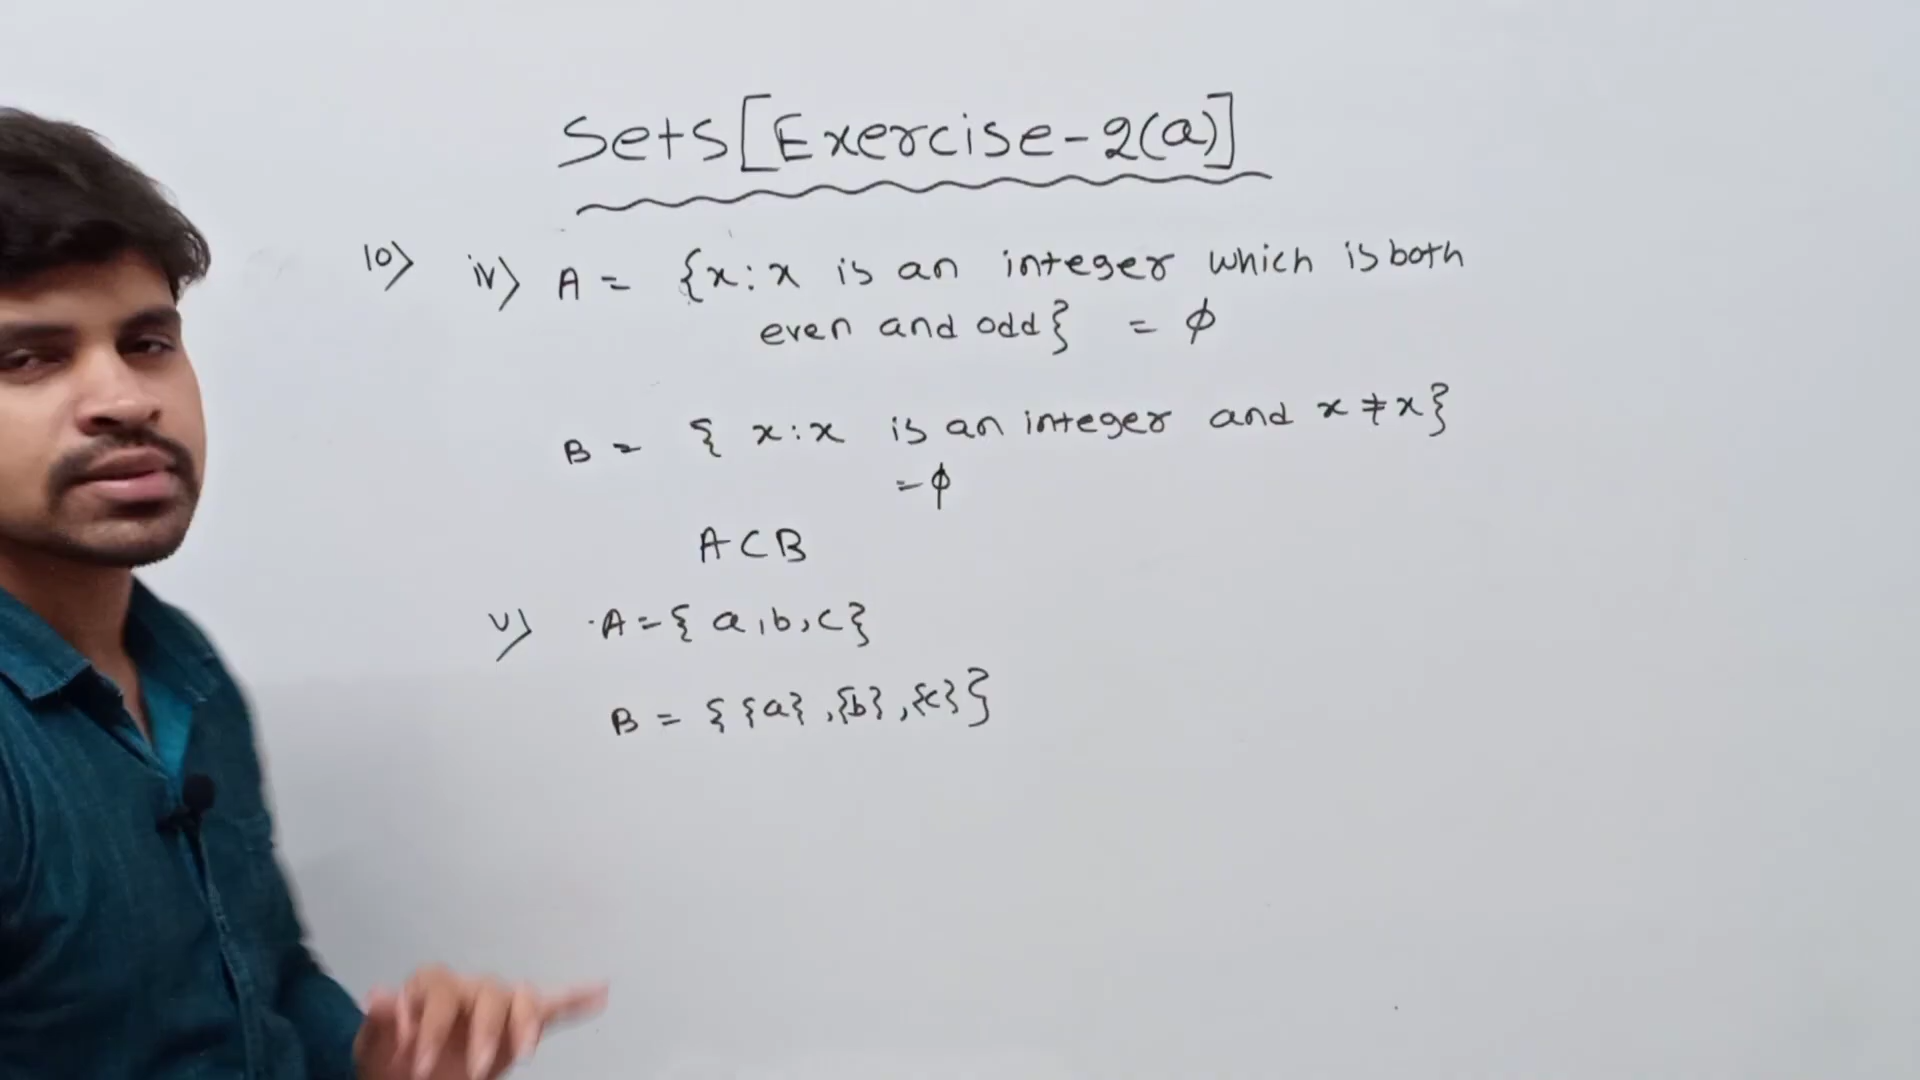 Sets[Exercise-2(a)]
10) iv) A = {x:x is an integer which is both
even and odd} = ϕ
B = { x:x is an integer and x≠x}
=ϕ
A⊂B
v) A={ a,b,c}
B = { {a} ,{b} ,{c} }